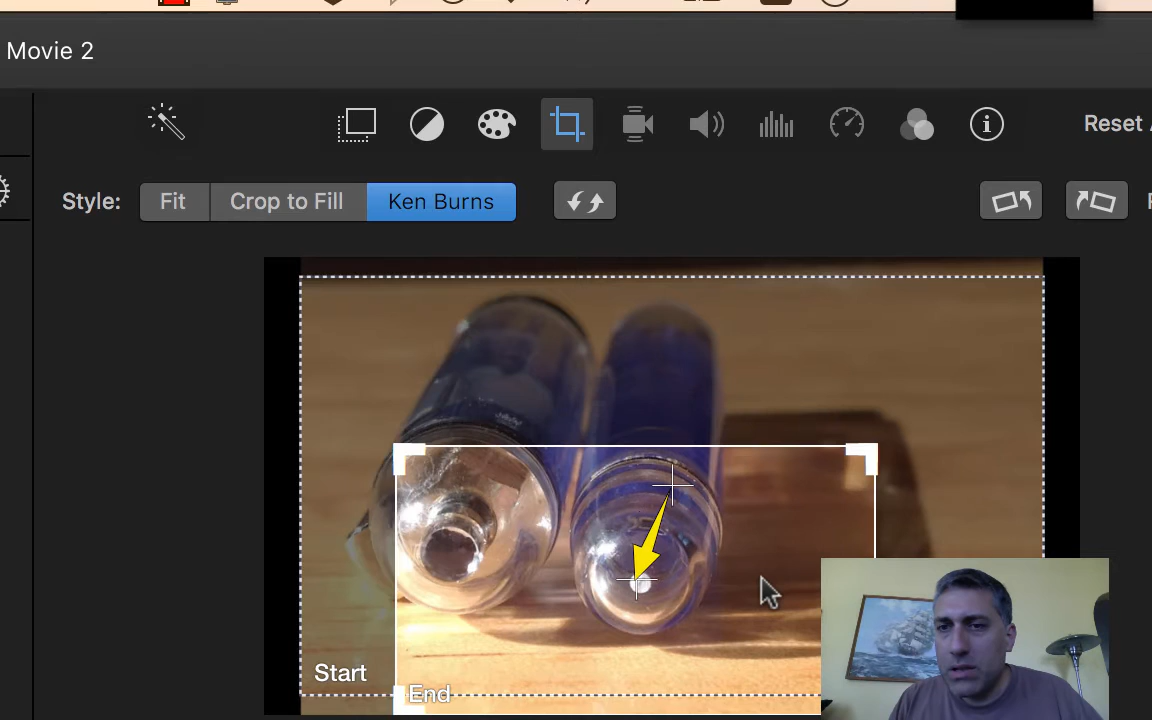 Movie 2
Reset
Style:
Fit
Crop to Fill
Ken Burns
Start
End